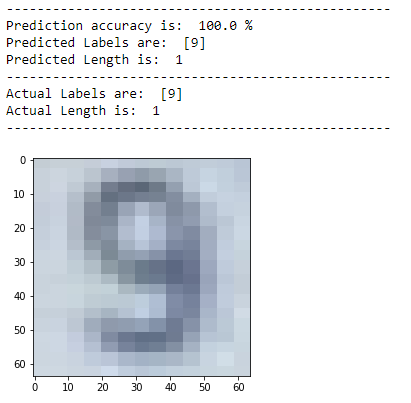 --------------------------------------------------
Prediction accuracy is:  100.0 %
Predicted Labels are:  [9]
Predicted Length is:  1
--------------------------------------------------
Actual Labels are:  [9]
Actual Length is:  1
--------------------------------------------------
0
10
20
30
40
50
60
9
0 10 20 30 40 50 60